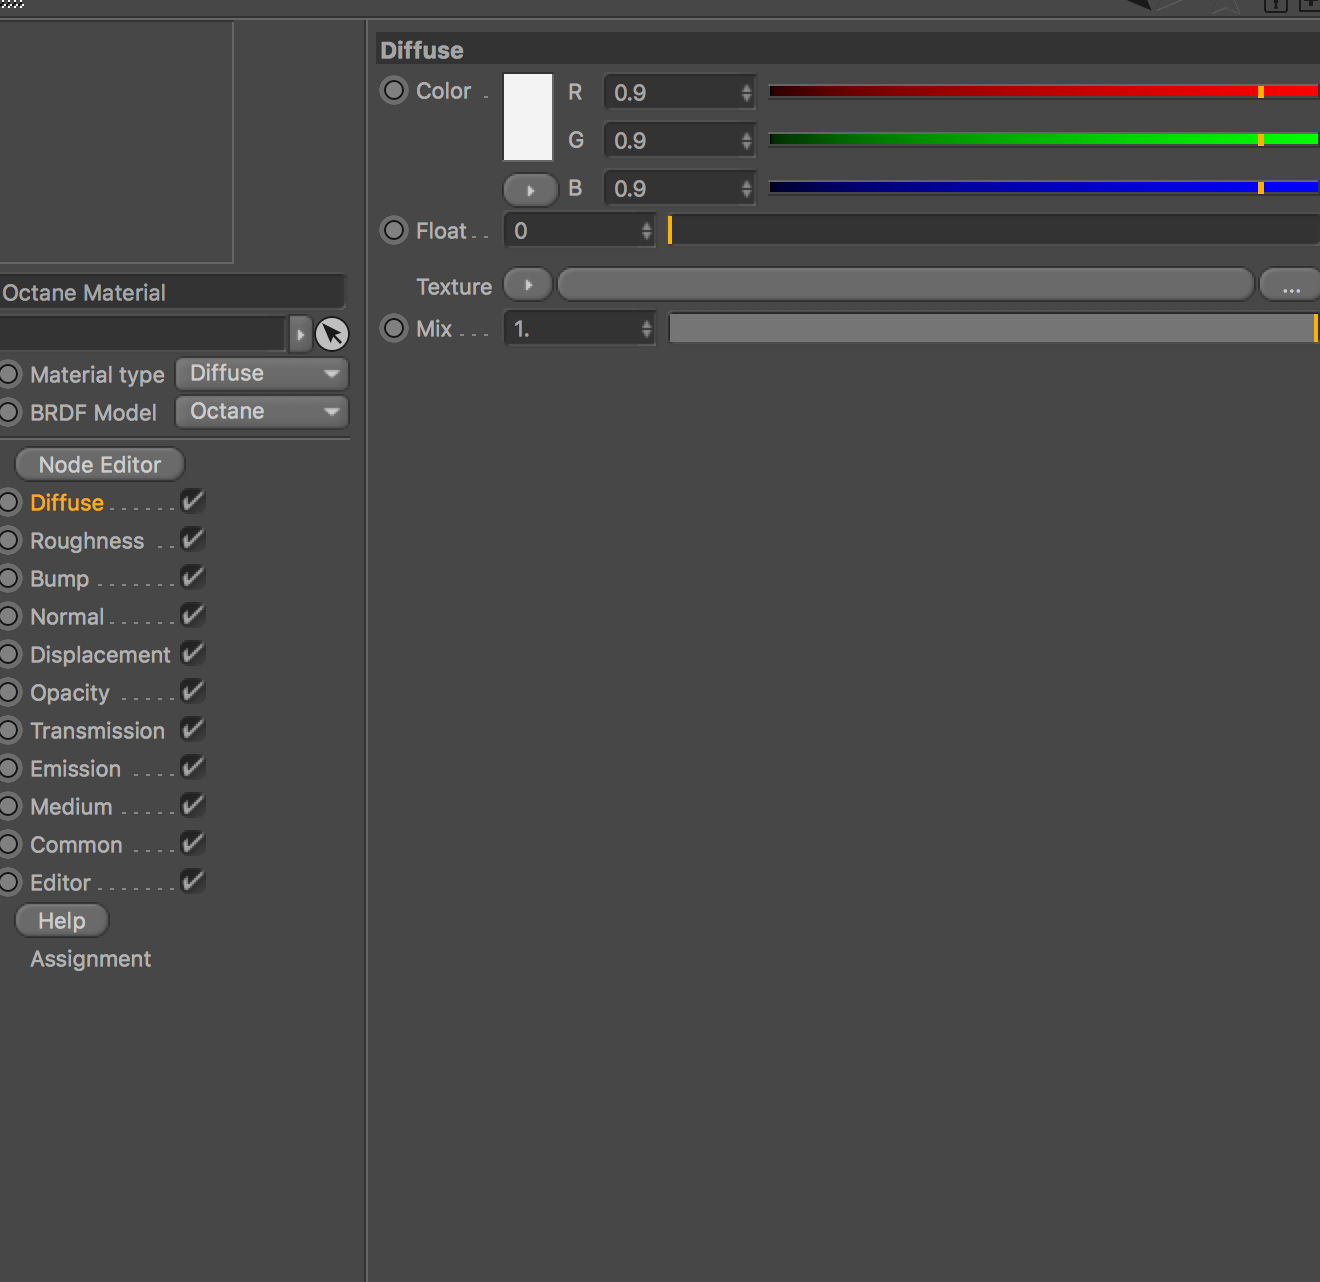 Diffuse
Color
R 0.9
G 0.9
B 0.9
Float 0
Texture ...
Mix 1.
Octane Material
Material type Diffuse
BRDF Model Octane
Node Editor
Diffuse
Roughness
Bump
Normal
Displacement
Opacity
Transmission
Emission
Medium
Common
Editor
Help
Assignment